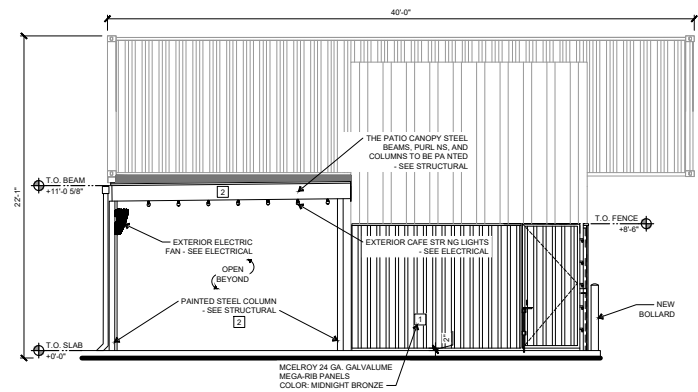 40'-0"
22'-1"
THE PATIO CANOPY STEEL
BEAMS, PURL NS, AND
COLUMNS TO BE PA NTED
- SEE STRUCTURAL
T.O. BEAM
+11'-0 5/8"
2
T.O. FENCE
+8'-6"
EXTERIOR ELECTRIC
FAN - SEE ELECTRICAL
EXTERIOR CAFE STR NG LIGHTS
- SEE ELECTRICAL
OPEN
BEYOND
PAINTED STEEL COLUMN
- SEE STRUCTURAL
2
1
NEW
BOLLARD
2"
T.O. SLAB
+0'-0"
MCELROY 24 GA. GALVALUME
MEGA-RIB PANELS
COLOR: MIDNIGHT BRONZE